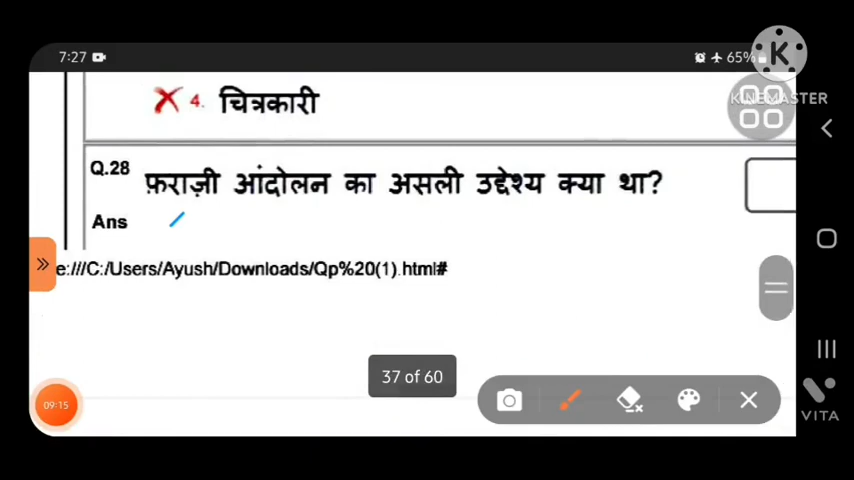 7:27 65%
KINEMASTER
4. चित्रकारी
Q.28 फ़राज़ी आंदोलन का असली उद्देश्य क्या था?
Ans
e:///C:/Users/Ayush/Downloads/Qp%20(1).html#
37 of 60
09:15
VITA